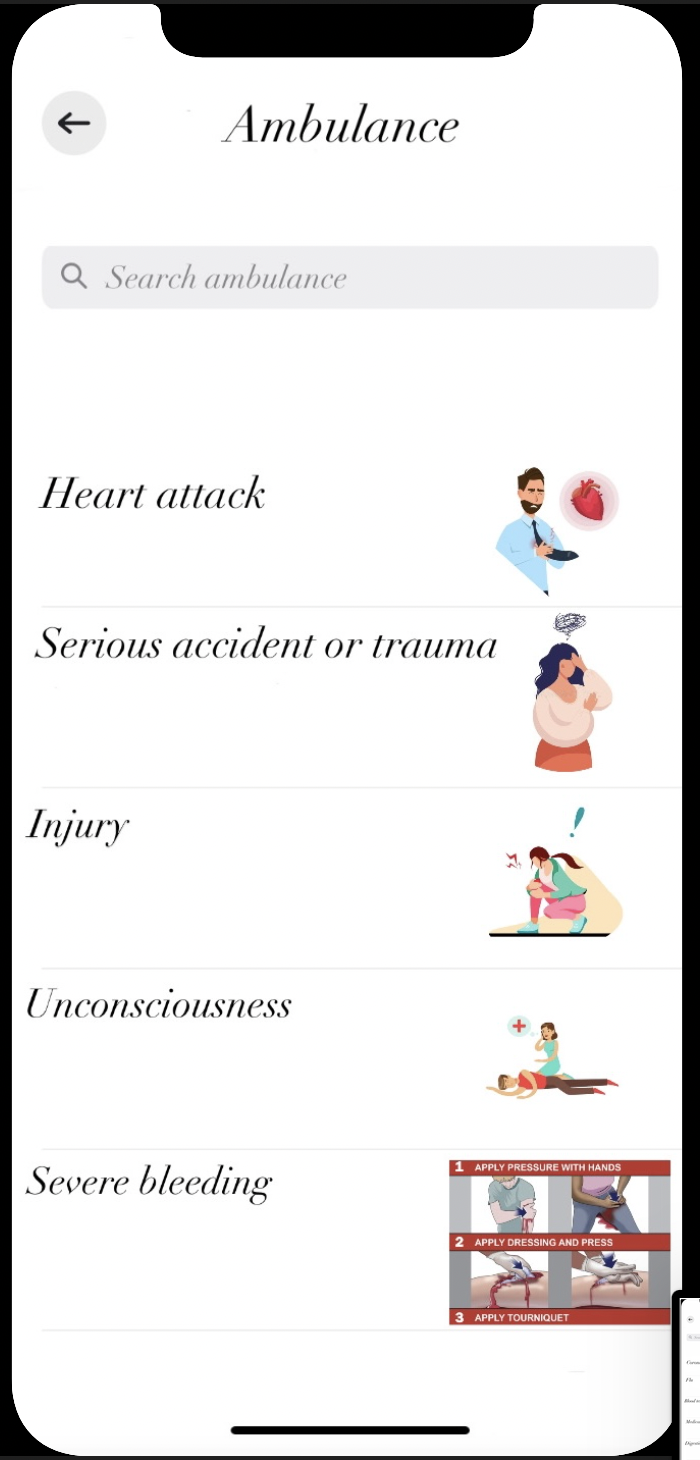 Ambulance
Search ambulance
Heart attack
Serious accident or trauma
Injury
Unconsciousness
Severe bleeding
1 APPLY PRESSURE WITH HANDS
2 APPLY DRESSING AND PRESS
3 APPLY TOURNIQUET
Flu